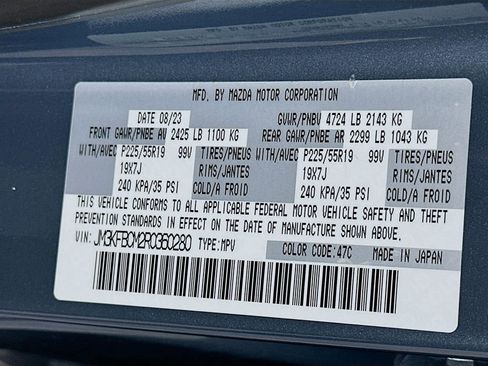 MFD. BY MAZDA MOTOR CORPORATION
DATE 08/23 GVWR/PNBV 4724 LB 2143 KG
FRONT GAWR/PNBE AV 2425 LB 1100 KG REAR GAWR/PNBE AR 2299 LB 1043 KG
WITH/AVEC P225/55R19 99V TIRES/PNEUS WITH/AVEC P225/55R19 99V TIRES/PNEUS
19X7J RIMS/JANTES 19X7J RIMS/JANTES
240 KPA/35 PSI COLD/A FROID 240 KPA/35 PSI COLD/A FROID
THIS VEHICLE CONFORMS TO ALL APPLICABLE FEDERAL MOTOR VEHICLE SAFETY AND THEFT
PREVENTION STANDARDS IN EFFECT ON THE DATE OF MANUFACTURE SHOWN ABOVE.
VIN: JM3KFBCM2R0360280 TYPE:MPV COLOR CODE:47C MADE IN JAPAN